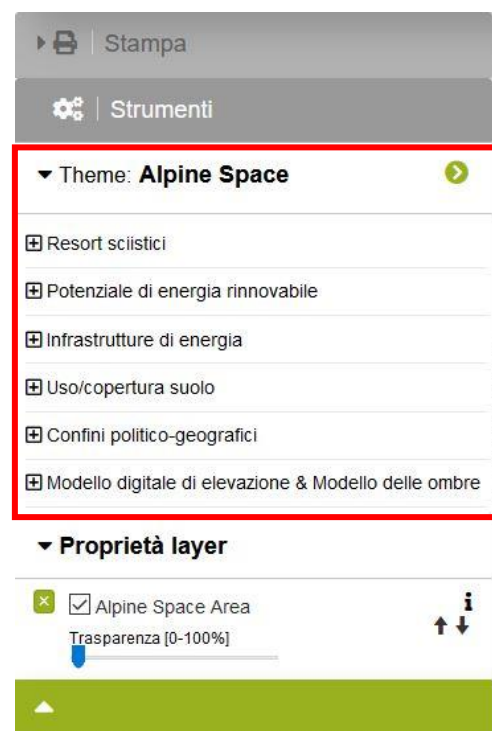 Stampa
Strumenti
Theme: Alpine Space
Resort sciistici
Potenziale di energia rinnovabile
Infrastrutture di energia
Uso/copertura suolo
Confini politico-geografici
Modello digitale di elevazione & Modello delle ombre
Proprietà layer
Alpine Space Area
Trasparenza [0-100%]